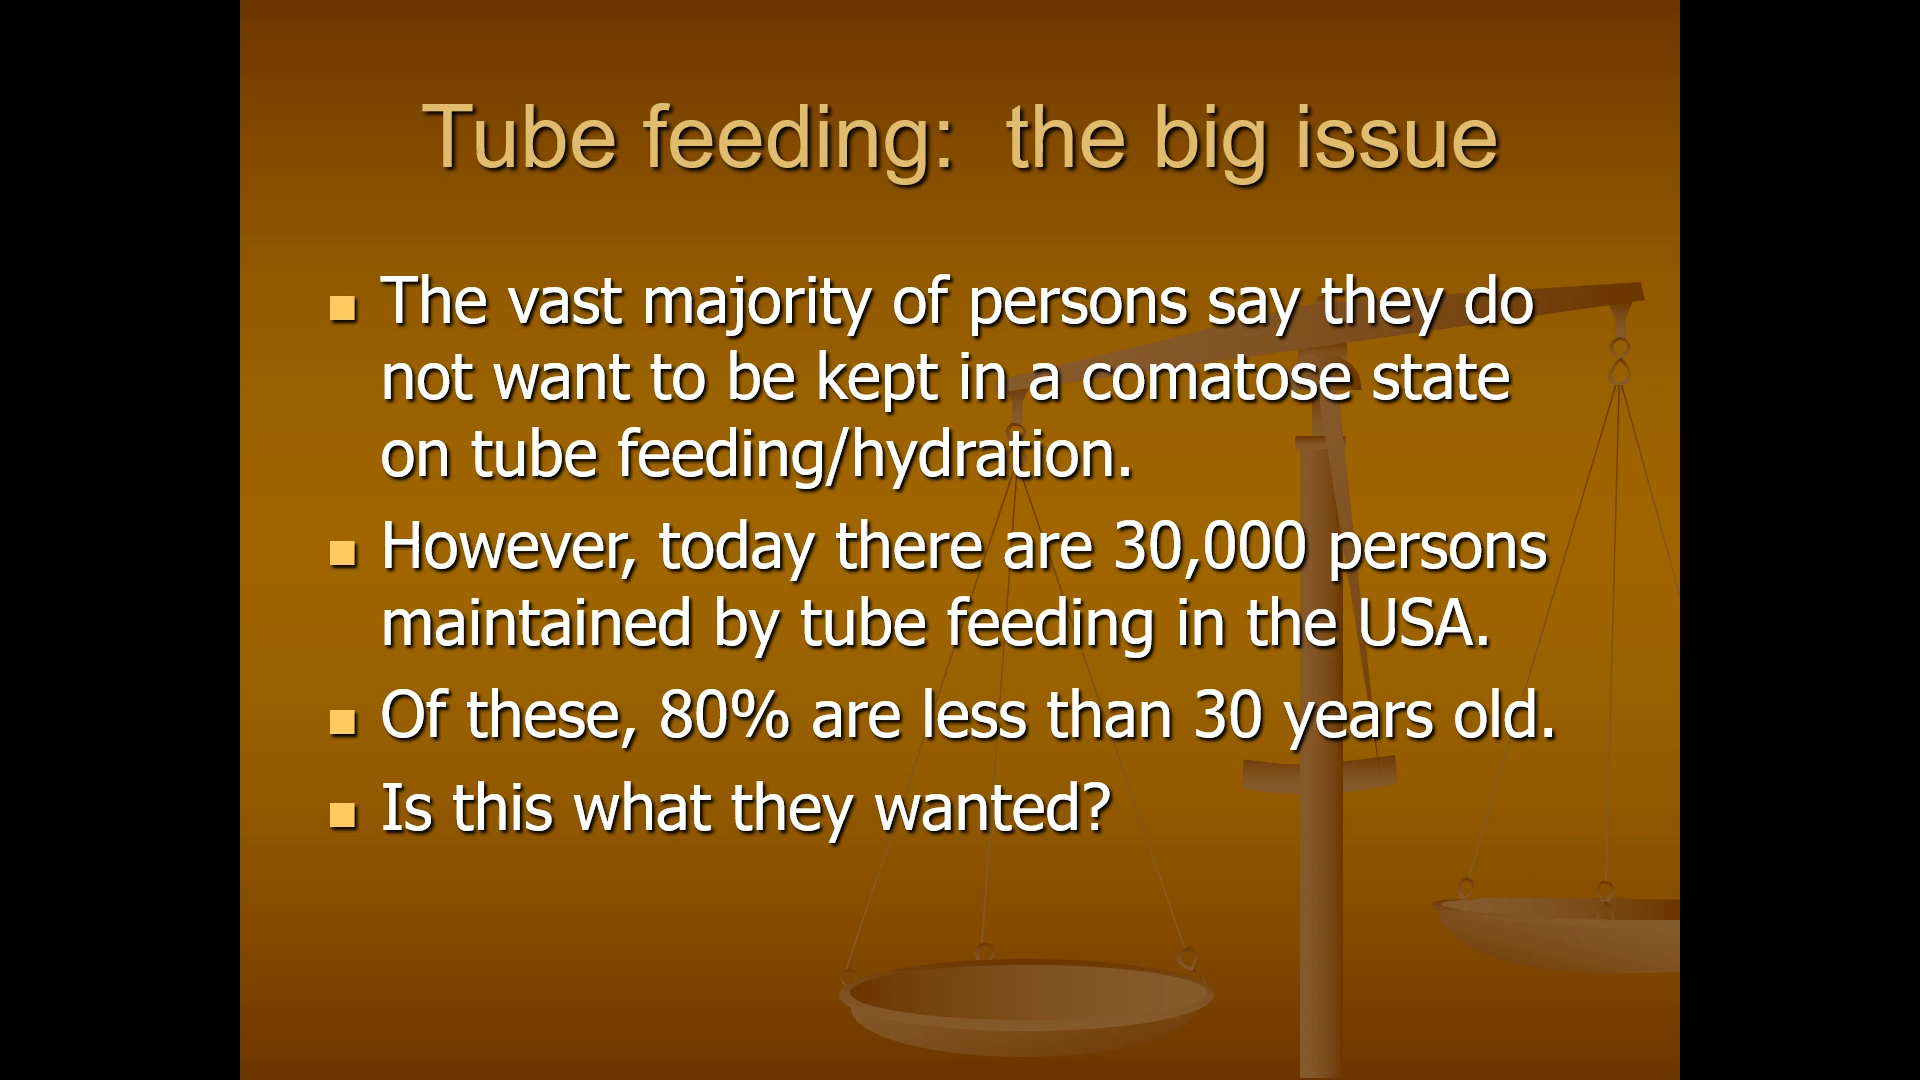 Tube feeding:  the big issue
The vast majority of persons say they do
not want to be kept in a comatose state
on tube feeding/hydration.
However, today there are 30,000 persons
maintained by tube feeding in the USA.
Of these, 80% are less than 30 years old.
Is this what they wanted?